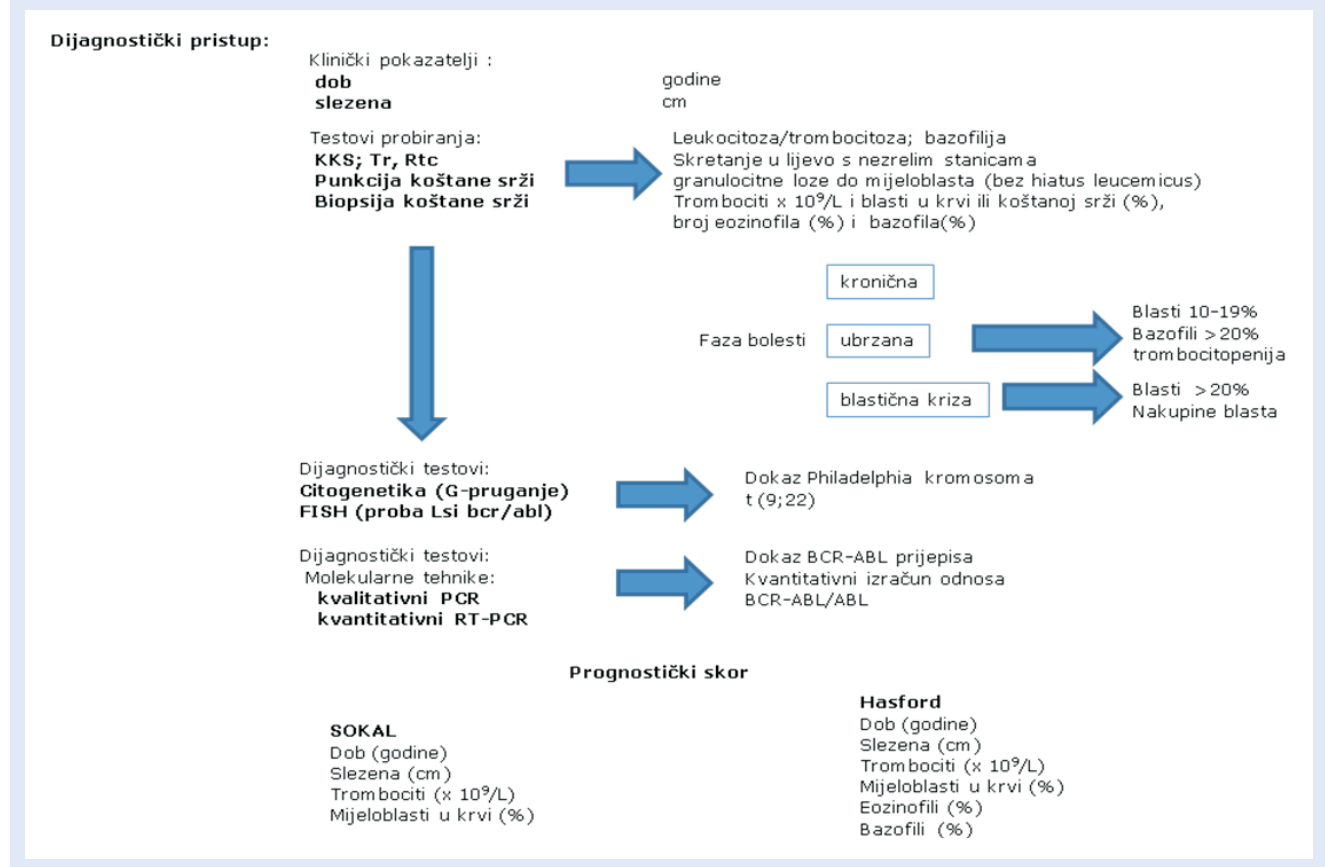 Dijagnostički pristup:
Klinički pokazatelji :
dob godine
slezena cm
Testovi probiranja:
KKS; Tr, Rtc
Punkcija koštane srži
Biopsija koštane srži
Leukocitoza/trombocitoza; bazofilija
Skretanje u lijevo s nezrelim stanicama
granulocitne loze do mijeloblasta (bez hiatus leucemicus)
Trombociti x 10⁹/L i blasti u krvi ili koštanoj srži (%),
broj eozinofila (%) i bazofila(%)
Faza bolesti
kronična
ubrzana
Blasti 10-19%
Bazofili >20%
trombocitopenija
blastična kriza
Blasti >20%
Nakupine blasta
Dijagnostički testovi:
Citogenetika (G-pruganje)
FISH (proba Lsi bcr/abl)
Dokaz Philadelphia kromosoma
t(9;22)
Dijagnostički testovi:
Molekularne tehnike:
kvalitativni PCR
kvantitativni RT-PCR
Dokaz BCR-ABL prijepisa
Kvantitativni izračun odnosa
BCR-ABL/ABL
Prognostički skor
SOKAL
Dob (godine)
Slezena (cm)
Trombociti (x 10⁹/L)
Mijeloblasti u krvi (%)
Hasford
Dob (godine)
Slezena (cm)
Trombociti (x 10⁹/L)
Mijeloblasti u krvi (%)
Eozinofili (%)
Bazofili (%)